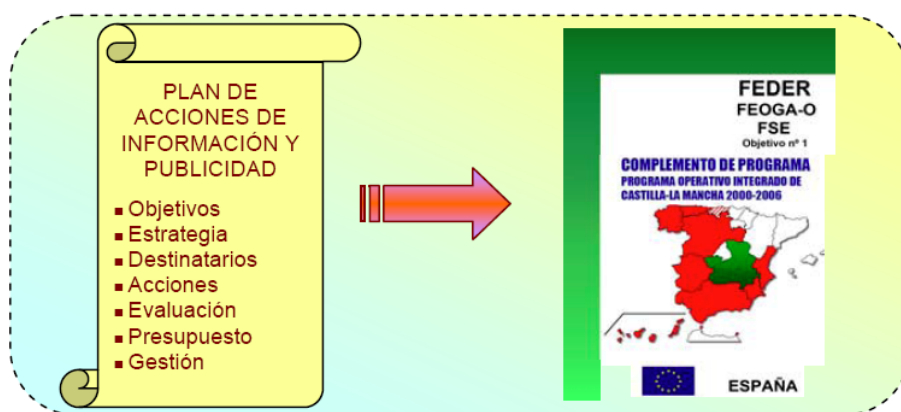 PLAN DE
ACCIONES DE
INFORMACIÓN Y
PUBLICIDAD
▪ Objetivos
▪ Estrategia
▪ Destinatarios
▪ Acciones
▪ Evaluación
▪ Presupuesto
▪ Gestión
FEDER
FEOGA-O
FSE
Objetivo nº 1
COMPLEMENTO DE PROGRAMA
PROGRAMA OPERATIVO INTEGRADO DE
CASTILLA-LA MANCHA 2000-2006
ESPAÑA